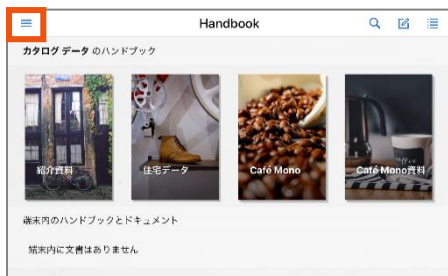 Handbook
カタログ データ のハンドブック
紹介資料
住宅データ
Café Mono
Café Mono資料
端末内のハンドブックとドキュメント
端末内に文書はありません